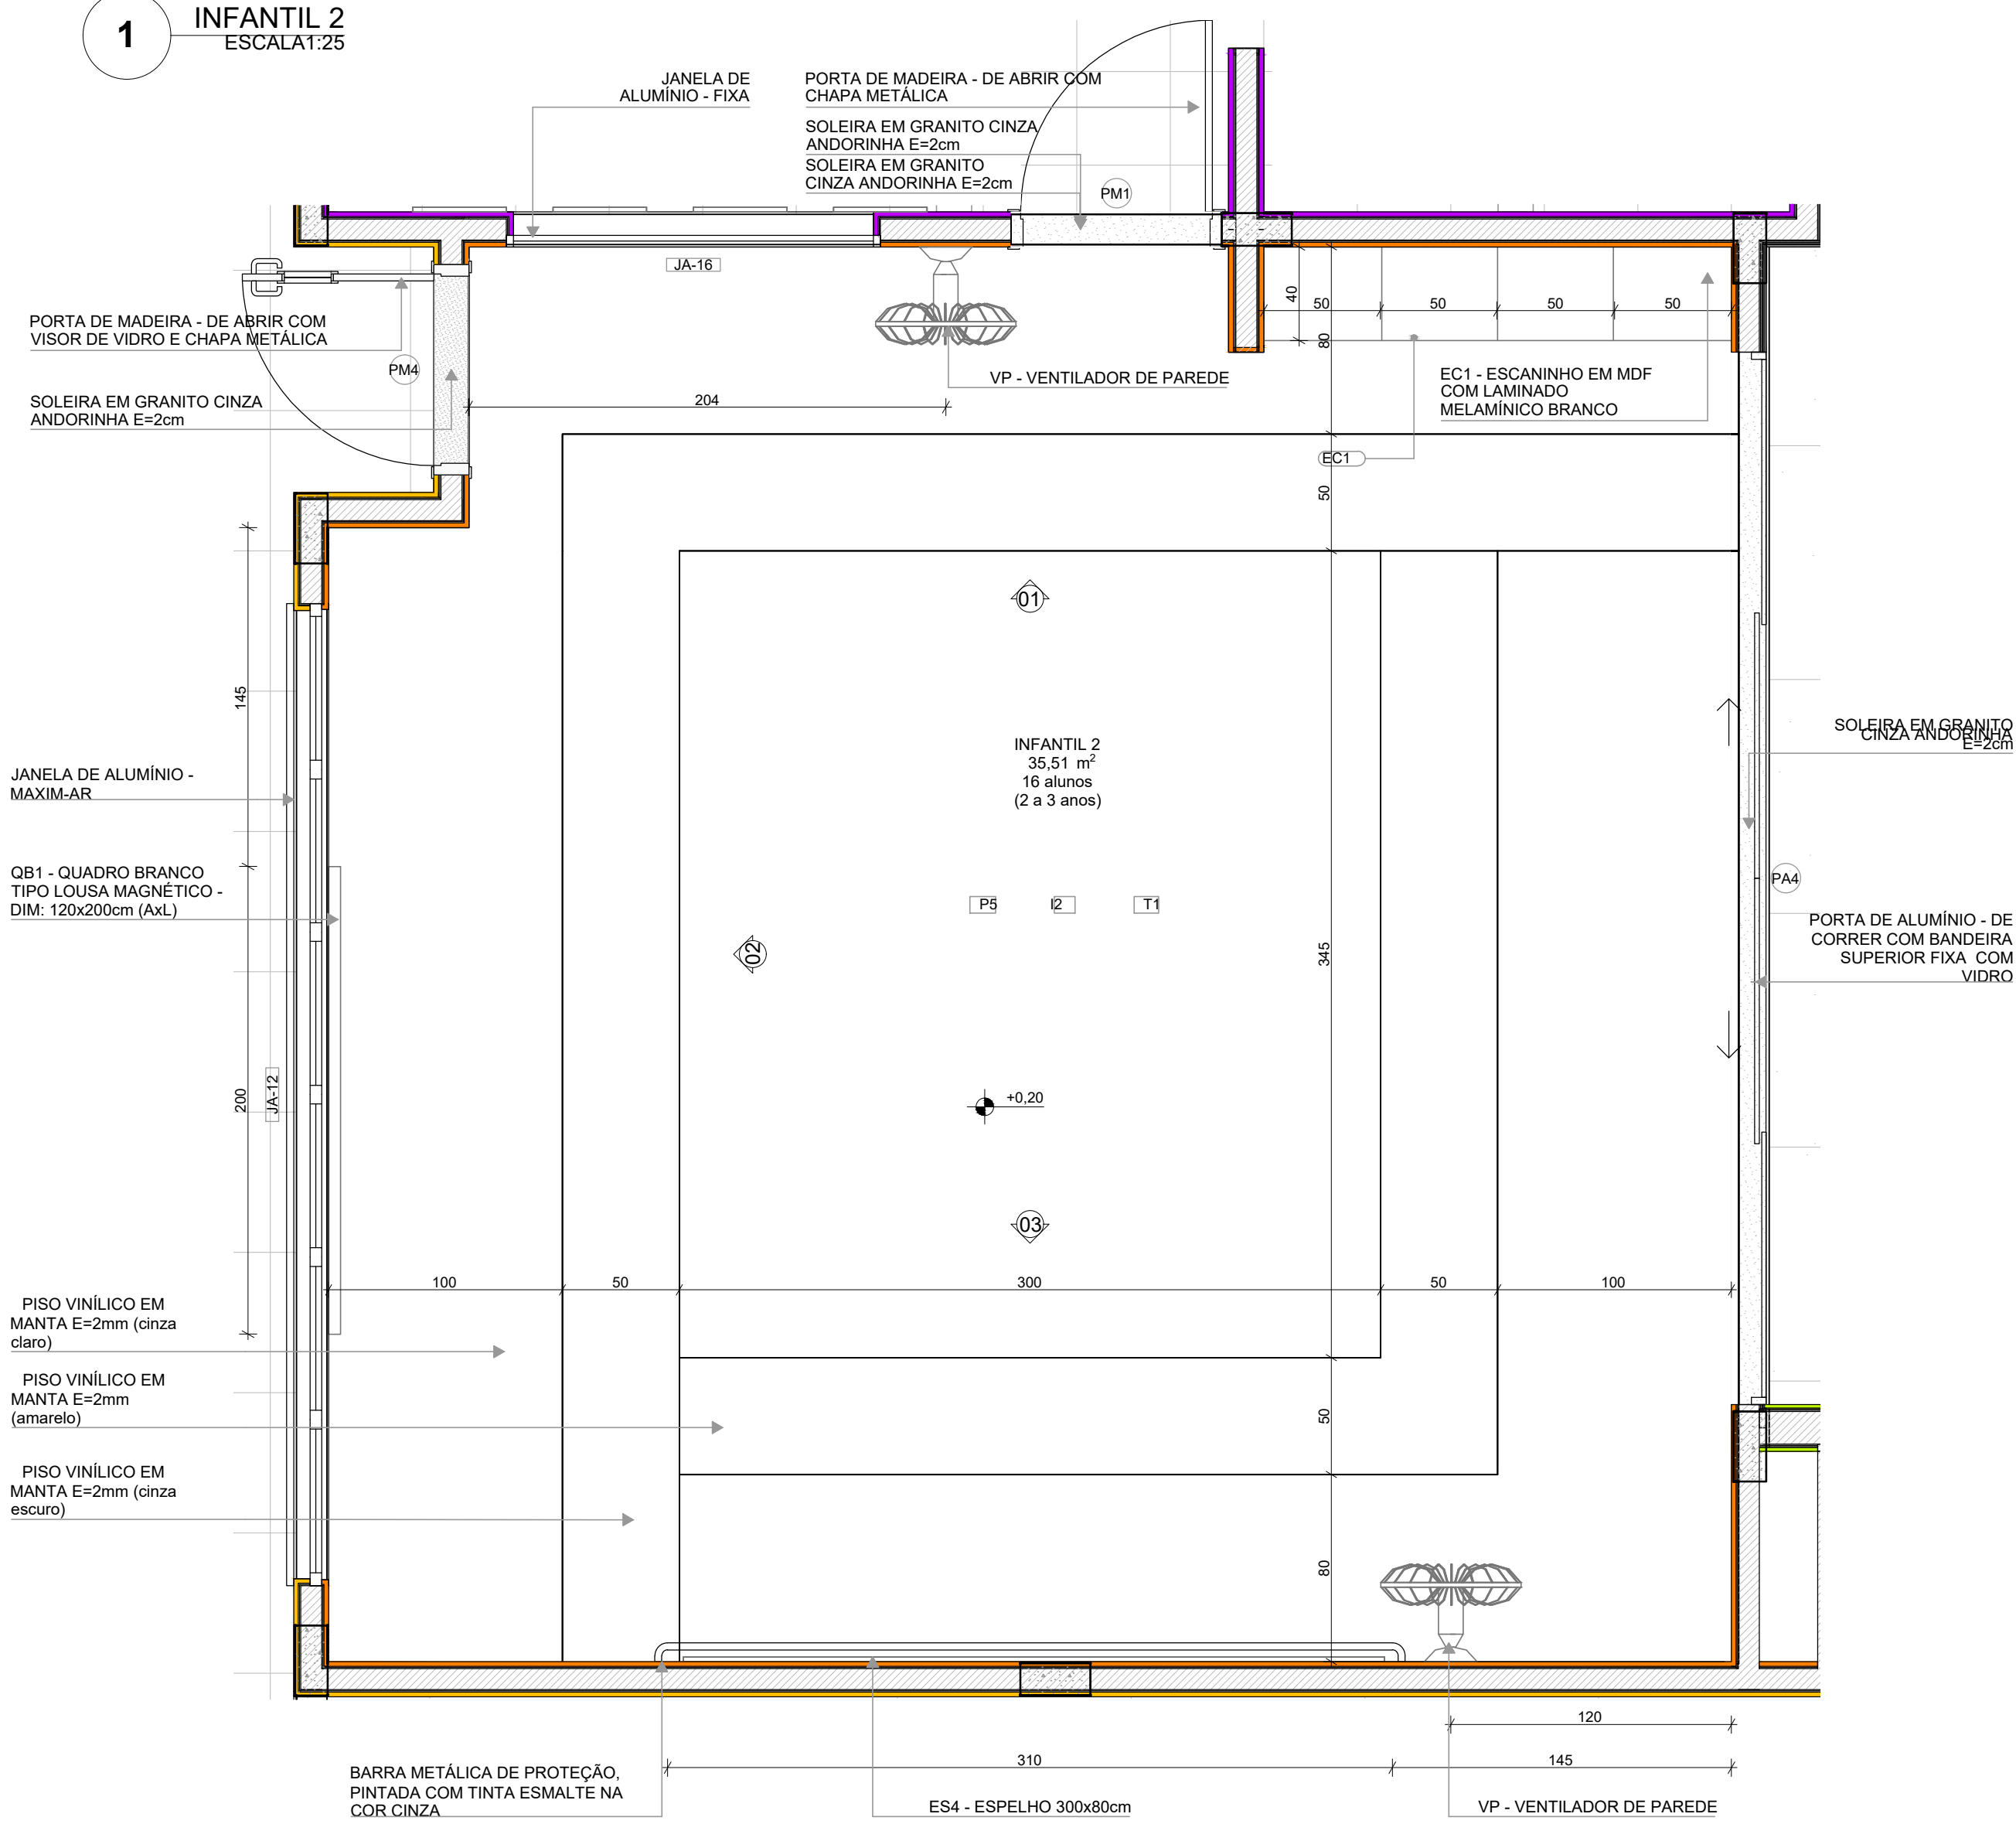 1
INFANTIL 2
ESCALA1:25
JANELA DE
ALUMÍNIO - FIXA
PORTA DE MADEIRA - DE ABRIR COM
CHAPA METÁLICA
SOLEIRA EM GRANITO CINZA
ANDORINHA E=2cm
SOLEIRA EM GRANITO
CINZA ANDORINHA E=2cm
PM1
JA-16
40
50
50
50
50
80
PORTA DE MADEIRA - DE ABRIR COM
VISOR DE VIDRO E CHAPA METÁLICA
PM4
SOLEIRA EM GRANITO CINZA
ANDORINHA E=2cm
204
VP - VENTILADOR DE PAREDE
EC1 - ESCANINHO EM MDF
COM LAMINADO
MELAMÍNICO BRANCO
EC1
50
01
145
INFANTIL 2
35,51 m²
16 alunos
(2 a 3 anos)
SOLEIRA EM GRANITO
CINZA ANDORINHA
E=2cm
JANELA DE ALUMÍNIO -
MAXIM-AR
QB1 - QUADRO BRANCO
TIPO LOUSA MAGNÉTICO -
DIM: 120x200cm (AxL)
P5
I2
T1
PA4
02
345
PORTA DE ALUMÍNIO - DE
CORRER COM BANDEIRA
SUPERIOR FIXA COM
VIDRO
200
JA-12
+0,20
03
100
50
300
50
100
PISO VINÍLICO EM
MANTA E=2mm (cinza
claro)
PISO VINÍLICO EM
MANTA E=2mm
(amarelo)
50
PISO VINÍLICO EM
MANTA E=2mm (cinza
escuro)
80
120
310
145
BARRA METÁLICA DE PROTEÇÃO,
PINTADA COM TINTA ESMALTE NA
COR CINZA
ES4 - ESPELHO 300x80cm
VP - VENTILADOR DE PAREDE